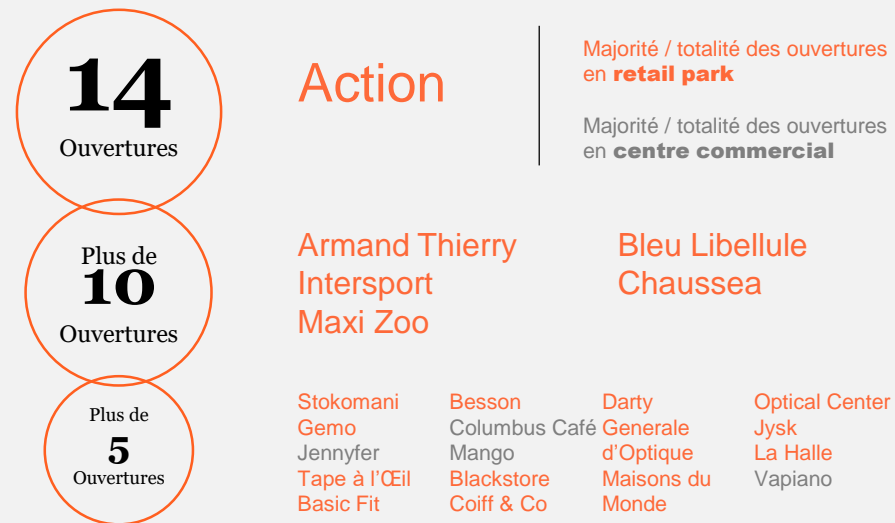 14
Ouvertures
Action
Majorité / totalité des ouvertures
en retail park
Majorité / totalité des ouvertures
en centre commercial
Plus de
10
Ouvertures
Armand Thierry
Intersport
Maxi Zoo
Bleu Libellule
Chaussea
Plus de
5
Ouvertures
Stokomani
Gemo
Jennyfer
Tape à l’Œil
Basic Fit
Besson
Columbus Café
Mango
Blackstore
Coiff & Co
Darty
Generale
d’Optique
Maisons du
Monde
Optical Center
Jysk
La Halle
Vapiano